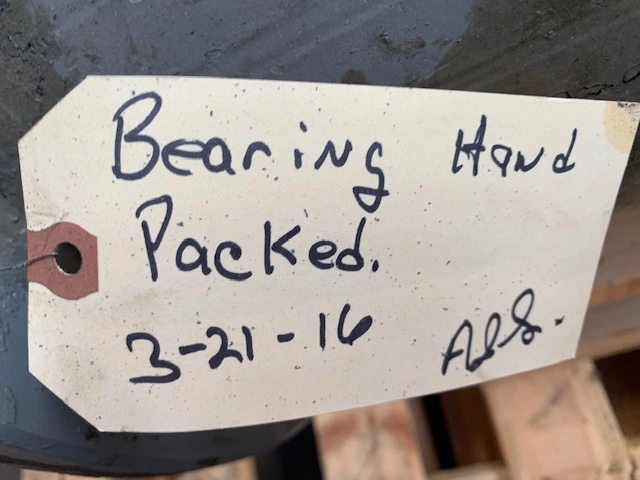 Bearing Hand
Packed.
3-21-16